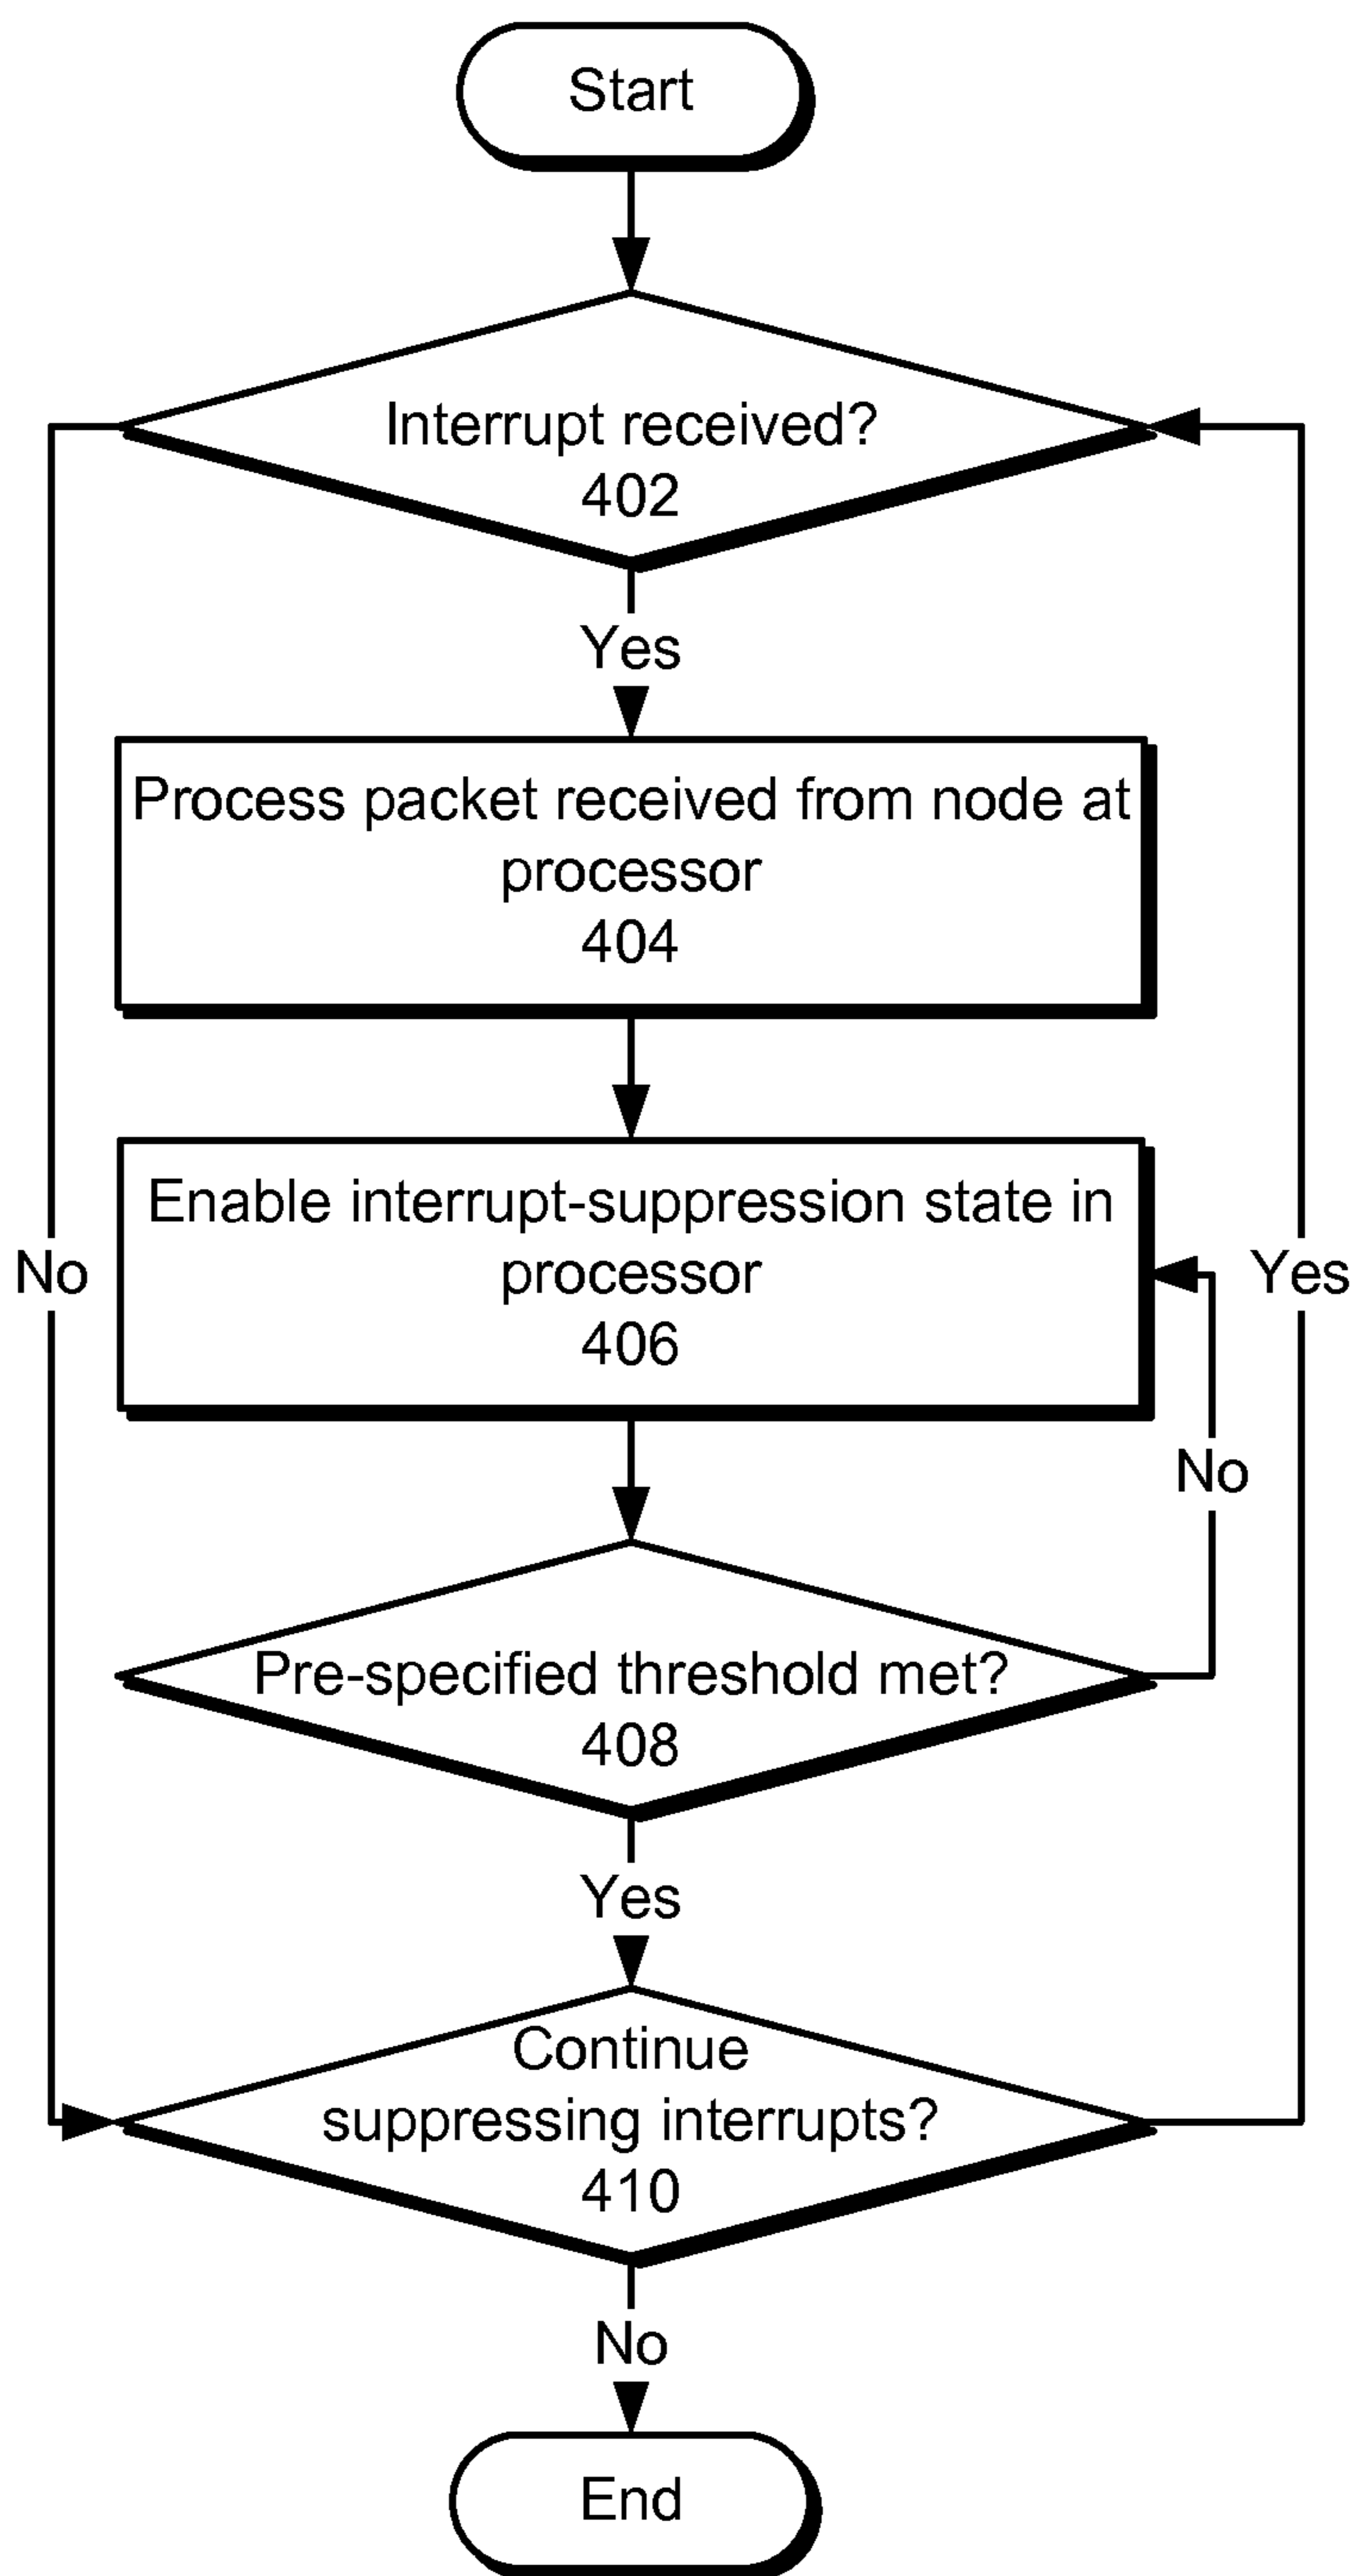 Start
Interrupt received?
402
Yes
Process packet received from node at
processor
404
Enable interrupt-suppression state in
processor
406
No
Yes
No
Pre-specified threshold met?
408
Yes
Continue
suppressing interrupts?
410
No
End